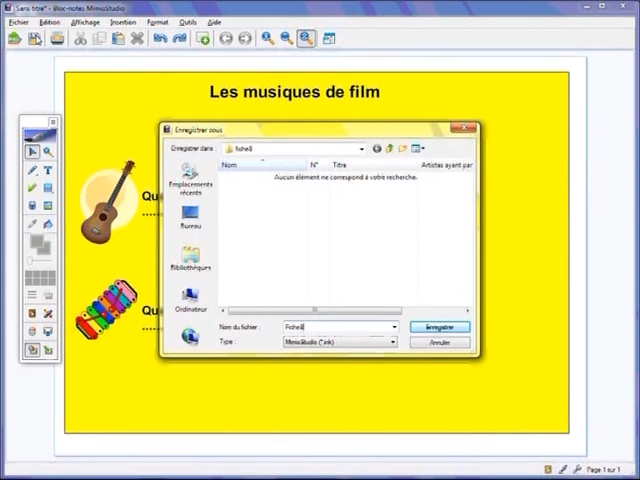 Sans titre* - Bloc-notes MimioStudio
Fichier Edition Affichage Insertion Format Outils Aide
Les musiques de film
Enregistrer sous
Enregistrer dans : fiche8
Nom N° Titre Artistes ayant par
Aucun élément ne correspond à votre recherche.
Emplacements
récents
Bureau
Bibliothèques
Ordinateur
Qu
Qu
Nom du fichier : Fiche8 Enregistrer
Type : MimioStudio (*.ink) Annuler
Page 1 sur 1